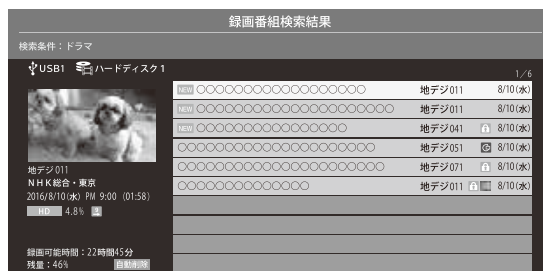 録画番組検索結果
検索条件：ドラマ
USB1 ハードディスク1
1/6
NEW ○○○○○○○○○○○○○○○○○○ 地デジ011 8/10(水)
NEW ○○○○○○○○○○○○○○○○○○○○○ 地デジ011 8/10(水)
NEW ○○○○○○○○○○○○○○○○ 地デジ041 8/10(水)
○○○○○○○○○○○○○○○○○○○○○ 地デジ051 8/10(水)
○○○○○○○○○○○○○○○○○○○○○○ 地デジ071 8/10(水)
○○○○○○○○○○○○○○ 地デジ011 8/10(水)
地デジ011
NHK総合・東京
2016/8/10(水) PM 9:00 (01:58)
HD 4.8%
録画可能時間：22時間45分
残量：46% 自動削除